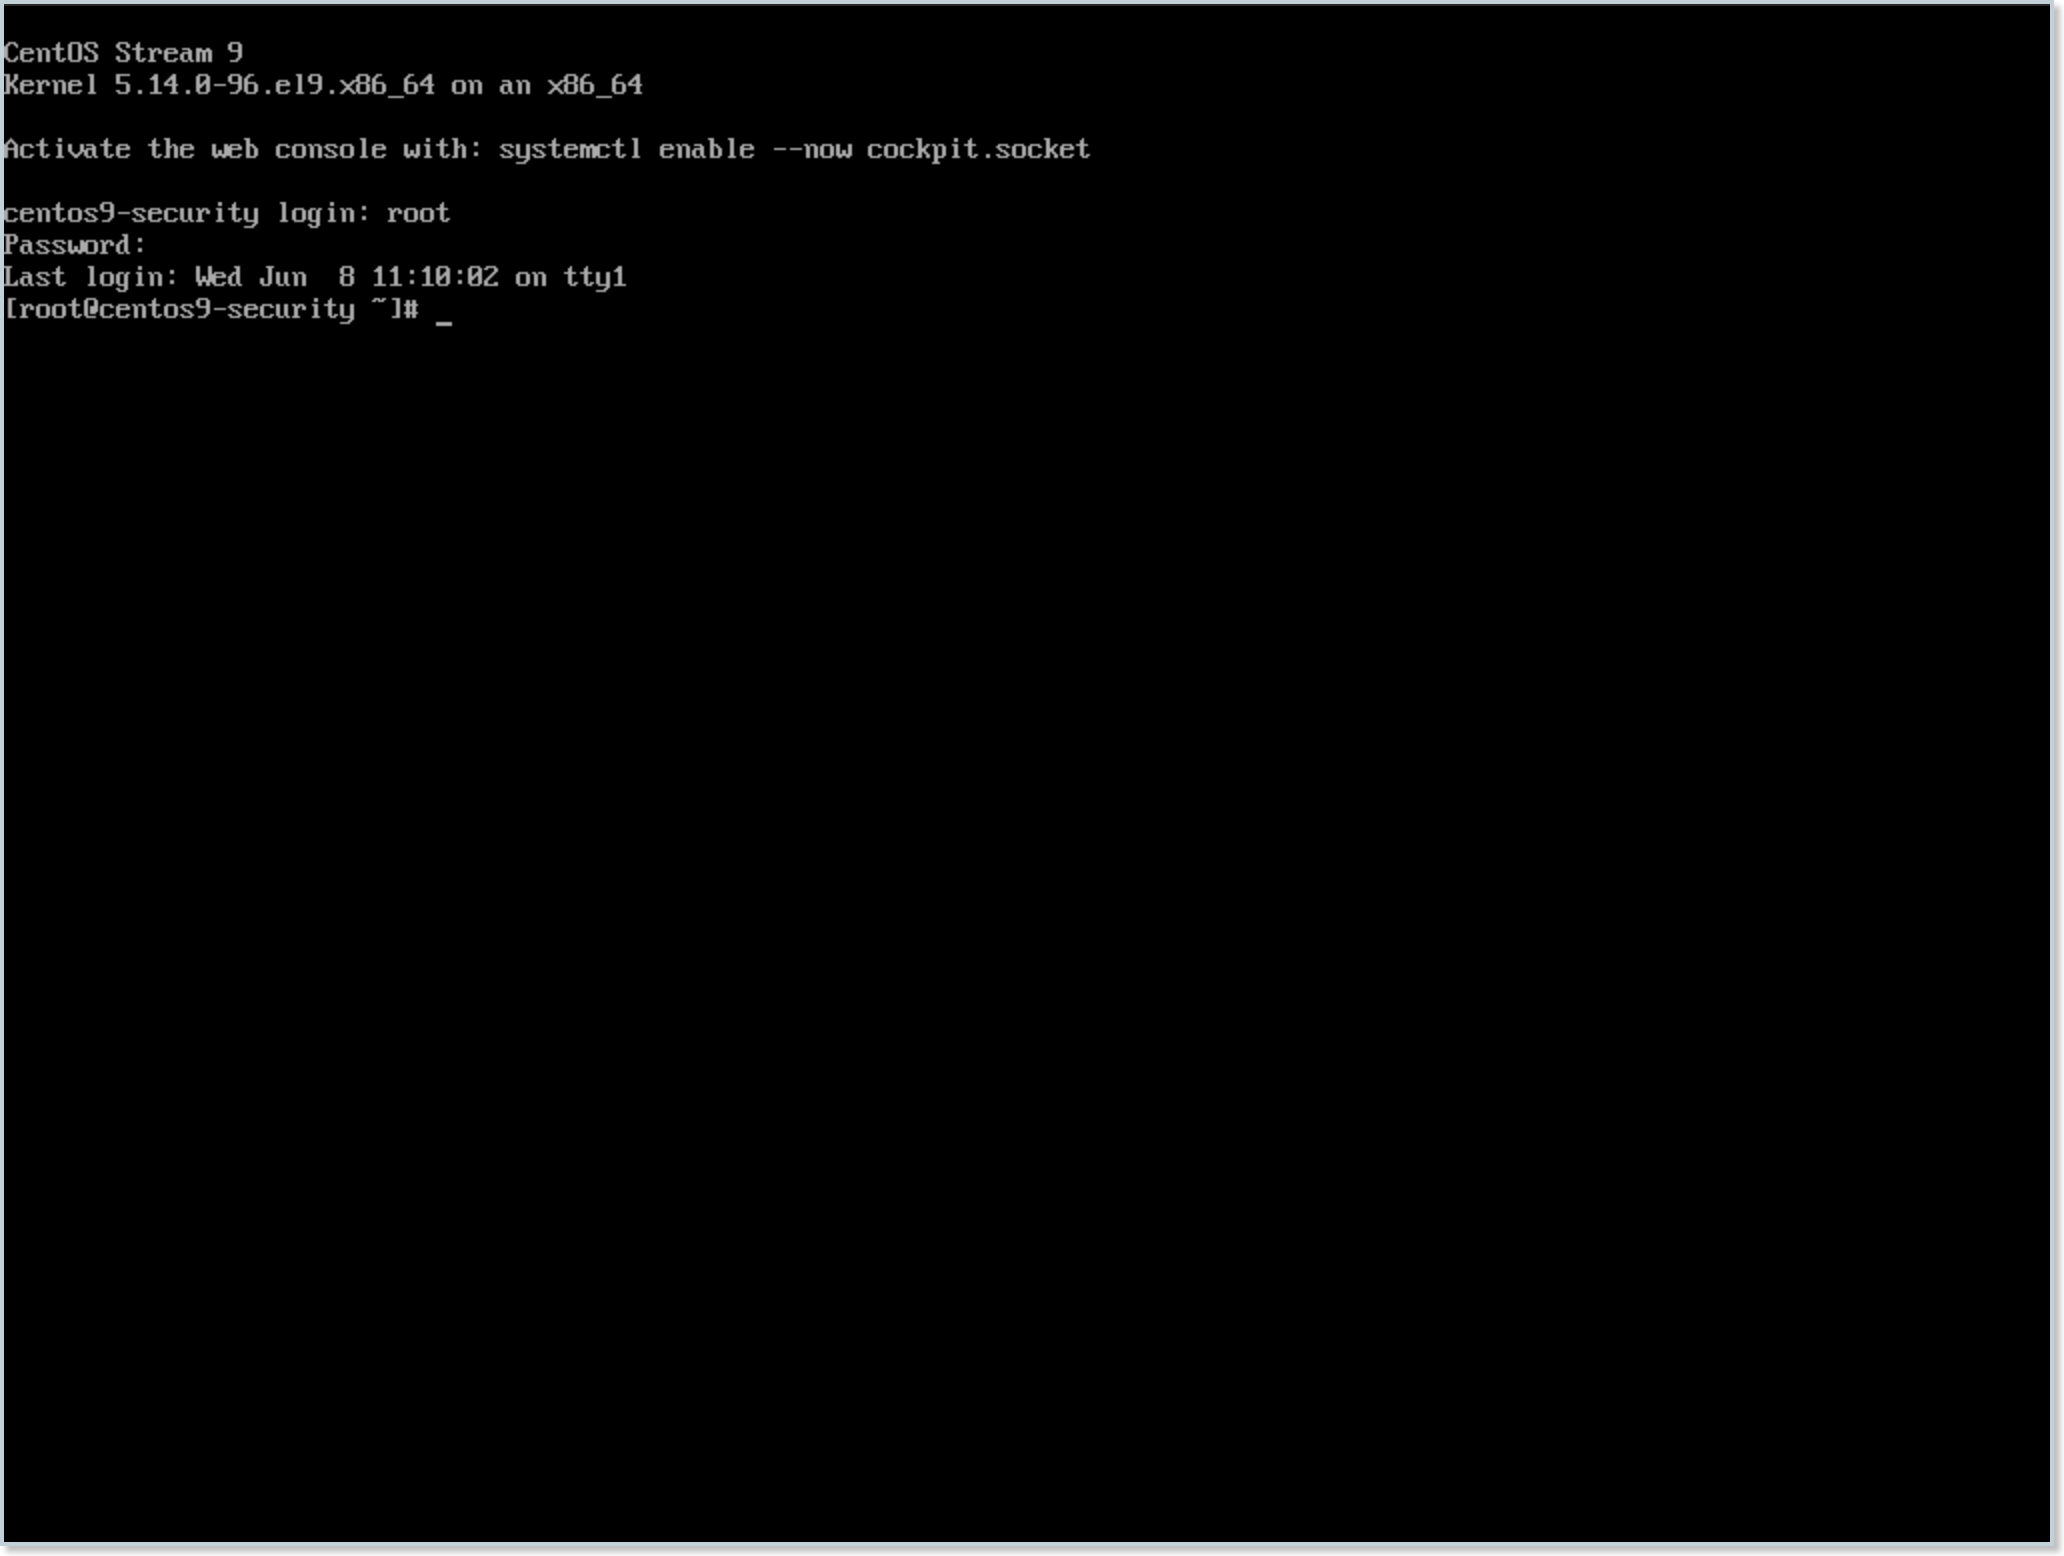 CentOS Stream 9
Kernel 5.14.0-96.el9.x86_64 on an x86_64
Activate the web console with: systemctl enable --now cockpit.socket
centos9-security login: root
Password:
Last login: Wed Jun  8 11:10:02 on tty1
[root@centos9-security ~]# _